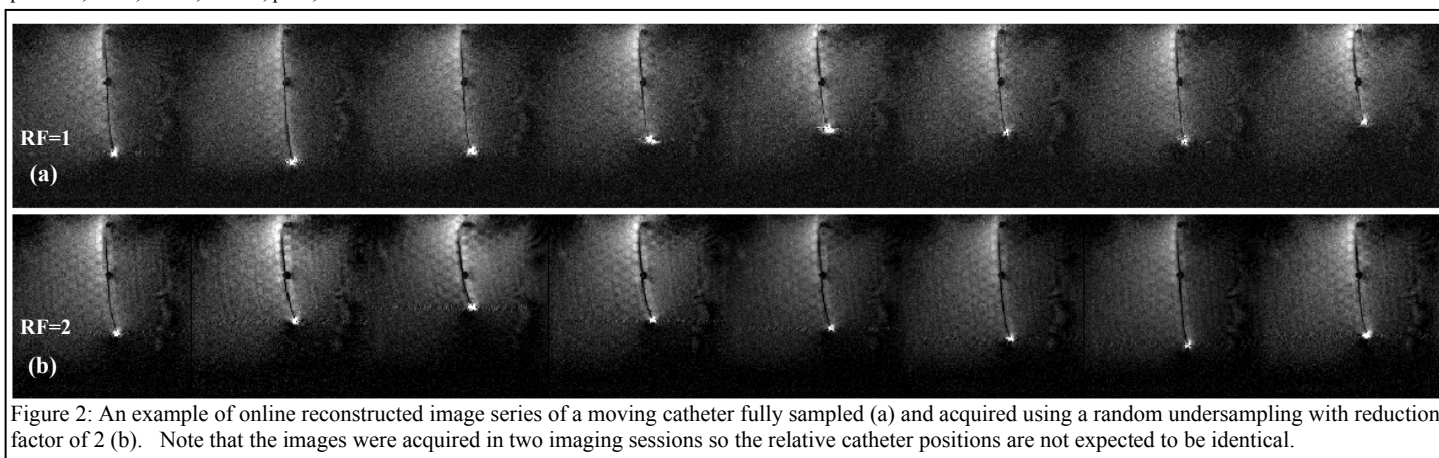 RF=1
(a)
RF=2
(b)
Figure 2: An example of online reconstructed image series of a moving catheter fully sampled (a) and acquired using a random undersampling with reduction
factor of 2 (b). Note that the images were acquired in two imaging sessions so the relative catheter positions are not expected to be identical.